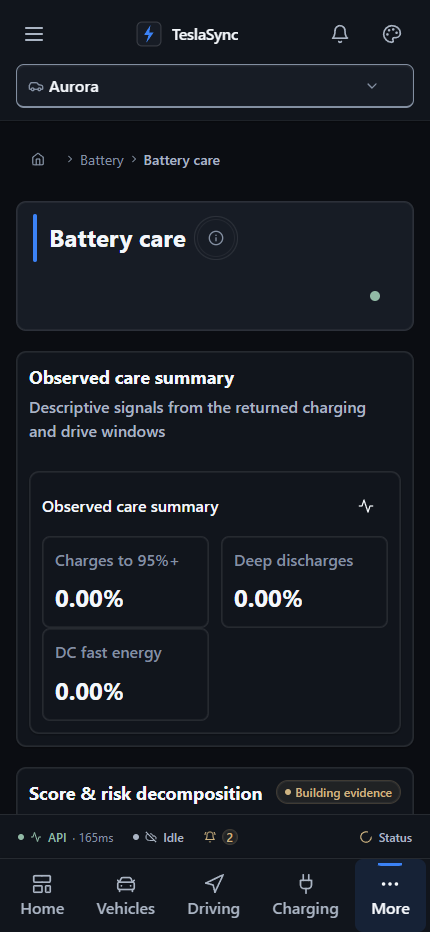 TeslaSync
Aurora
Battery
Battery care
Battery care
Observed care summary
Descriptive signals from the returned charging
and drive windows
Observed care summary
Charges to 95%+
Deep discharges
0.00%
0.00%
DC fast energy
0.00%
Score & risk decomposition
Building evidence
API · 165ms
Idle
2
Status
Home
Vehicles
Driving
Charging
More